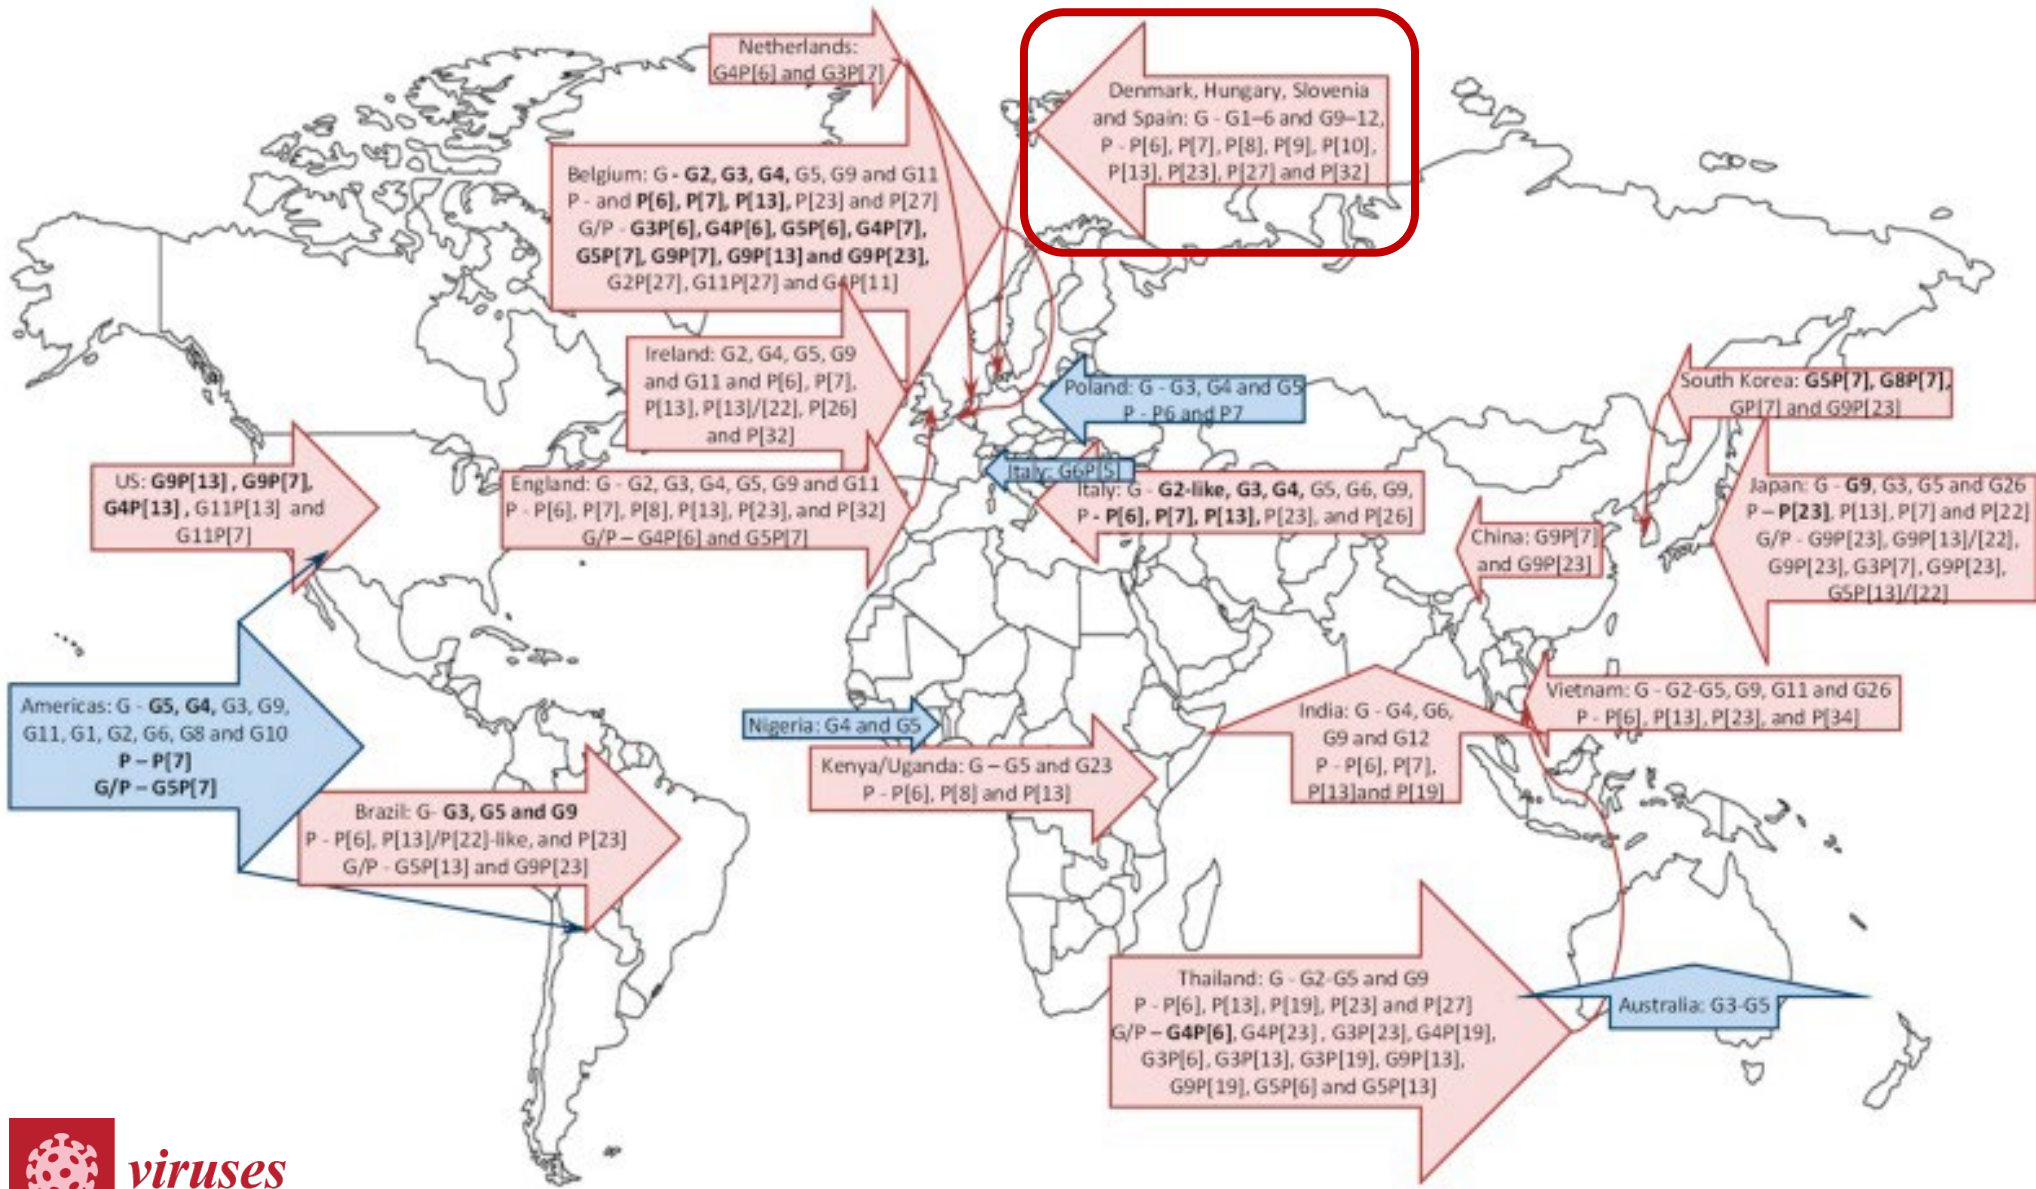 Netherlands:
G4P[6] and G3P[7]
Denmark, Hungary, Slovenia
and Spain: G - G1–6 and G9–12,
P - P[6], P[7], P[8], P[9], P[10],
P[13], P[23], P[27] and P[32]
Belgium: G - G2, G3, G4, G5, G9 and G11
P - and P[6], P[7], P[13], P[23] and P[27]
G/P - G3P[6], G4P[6], G5P[6], G4P[7],
G5P[7], G9P[7], G9P[13] and G9P[23],
G2P[27], G11P[27] and G4P[11]
Ireland: G2, G4, G5, G9
and G11 and P[6], P[7],
P[13], P[13]/[22], P[26]
and P[32]
Poland: G - G3, G4 and G5
P - P6 and P7
South Korea: G5P[7], G8P[7],
GP[7] and G9P[23]
US: G9P[13] , G9P[7],
G4P[13] , G11P[13] and
G11P[7]
England: G - G2, G3, G4, G5, G9 and G11
P - P[6], P[7], P[8], P[13], P[23], and P[32]
G/P – G4P[6] and G5P[7]
Italy: G6P[5]
Italy: G - G2-like, G3, G4, G5, G6, G9,
P - P[6], P[7], P[13], P[23], and P[26]
China: G9P[7]
and G9P[23]
Japan: G - G9, G3, G5 and G26
P – P[23], P[13], P[7] and P[22]
G/P - G9P[23], G9P[13]/[22],
G9P[23], G3P[7], G9P[23],
G5P[13]/[22]
Americas: G - G5, G4, G3, G9,
G11, G1, G2, G6, G8 and G10
P – P[7]
G/P – G5P[7]
Nigeria: G4 and G5
Kenya/Uganda: G – G5 and G23
P - P[6], P[8] and P[13]
India: G - G4, G6,
G9 and G12
P - P[6], P[7],
P[13]and P[19]
Vietnam: G - G2-G5, G9, G11 and G26
P - P[6], P[13], P[23], and P[34]
Brazil: G- G3, G5 and G9
P - P[6], P[13]/P[22]-like, and P[23]
G/P - G5P[13] and G9P[23]
Thailand: G - G2-G5 and G9
P - P[6], P[13], P[19], P[23] and P[27]
G/P – G4P[6], G4P[23] , G3P[23], G4P[19],
G3P[6], G3P[13], G3P[19], G9P[13],
G9P[19], G5P[6] and G5P[13]
Australia: G3-G5
viruses